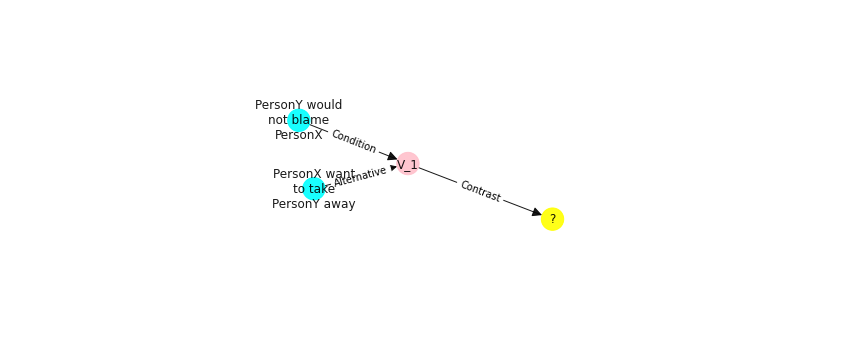 PersonY would
not blame
PersonX
Condition
V_1
PersonX want
to take
PersonY away
Alternative
Contrast
?